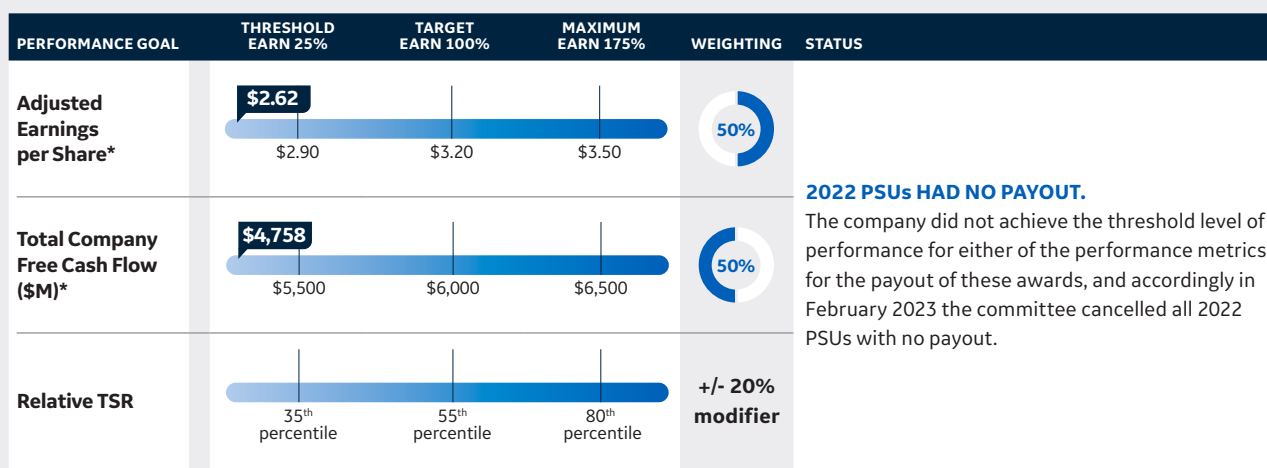 PERFORMANCE GOAL
THRESHOLD
EARN 25%
TARGET
EARN 100%
MAXIMUM
EARN 175%
WEIGHTING
STATUS
Adjusted
Earnings
per Share*
$2.62
$2.90
$3.20
$3.50
50%
Total Company
Free Cash Flow
($M)*
$4,758
$5,500
$6,000
$6,500
50%
Relative TSR
35th
percentile
55th
percentile
80th
percentile
+/- 20%
modifier
2022 PSUs HAD NO PAYOUT.
The company did not achieve the threshold level of
performance for either of the performance metrics
for the payout of these awards, and accordingly in
February 2023 the committee cancelled all 2022
PSUs with no payout.